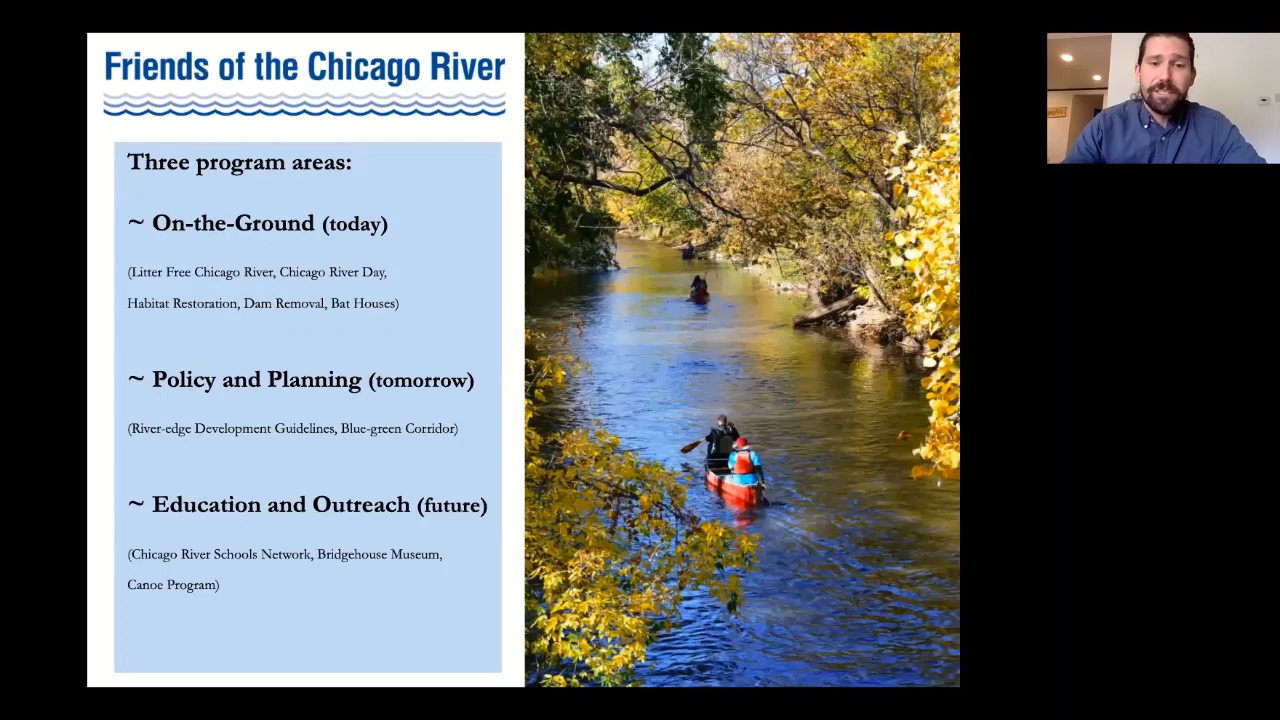 Friends of the Chicago River
Three program areas:
~ On-the-Ground (today)
(Litter Free Chicago River, Chicago River Day,
Habitat Restoration, Dam Removal, Bat Houses)
~ Policy and Planning (tomorrow)
(River-edge Development Guidelines, Blue-green Corridor)
~ Education and Outreach (future)
(Chicago River Schools Network, Bridgehouse Museum,
Canoe Program)